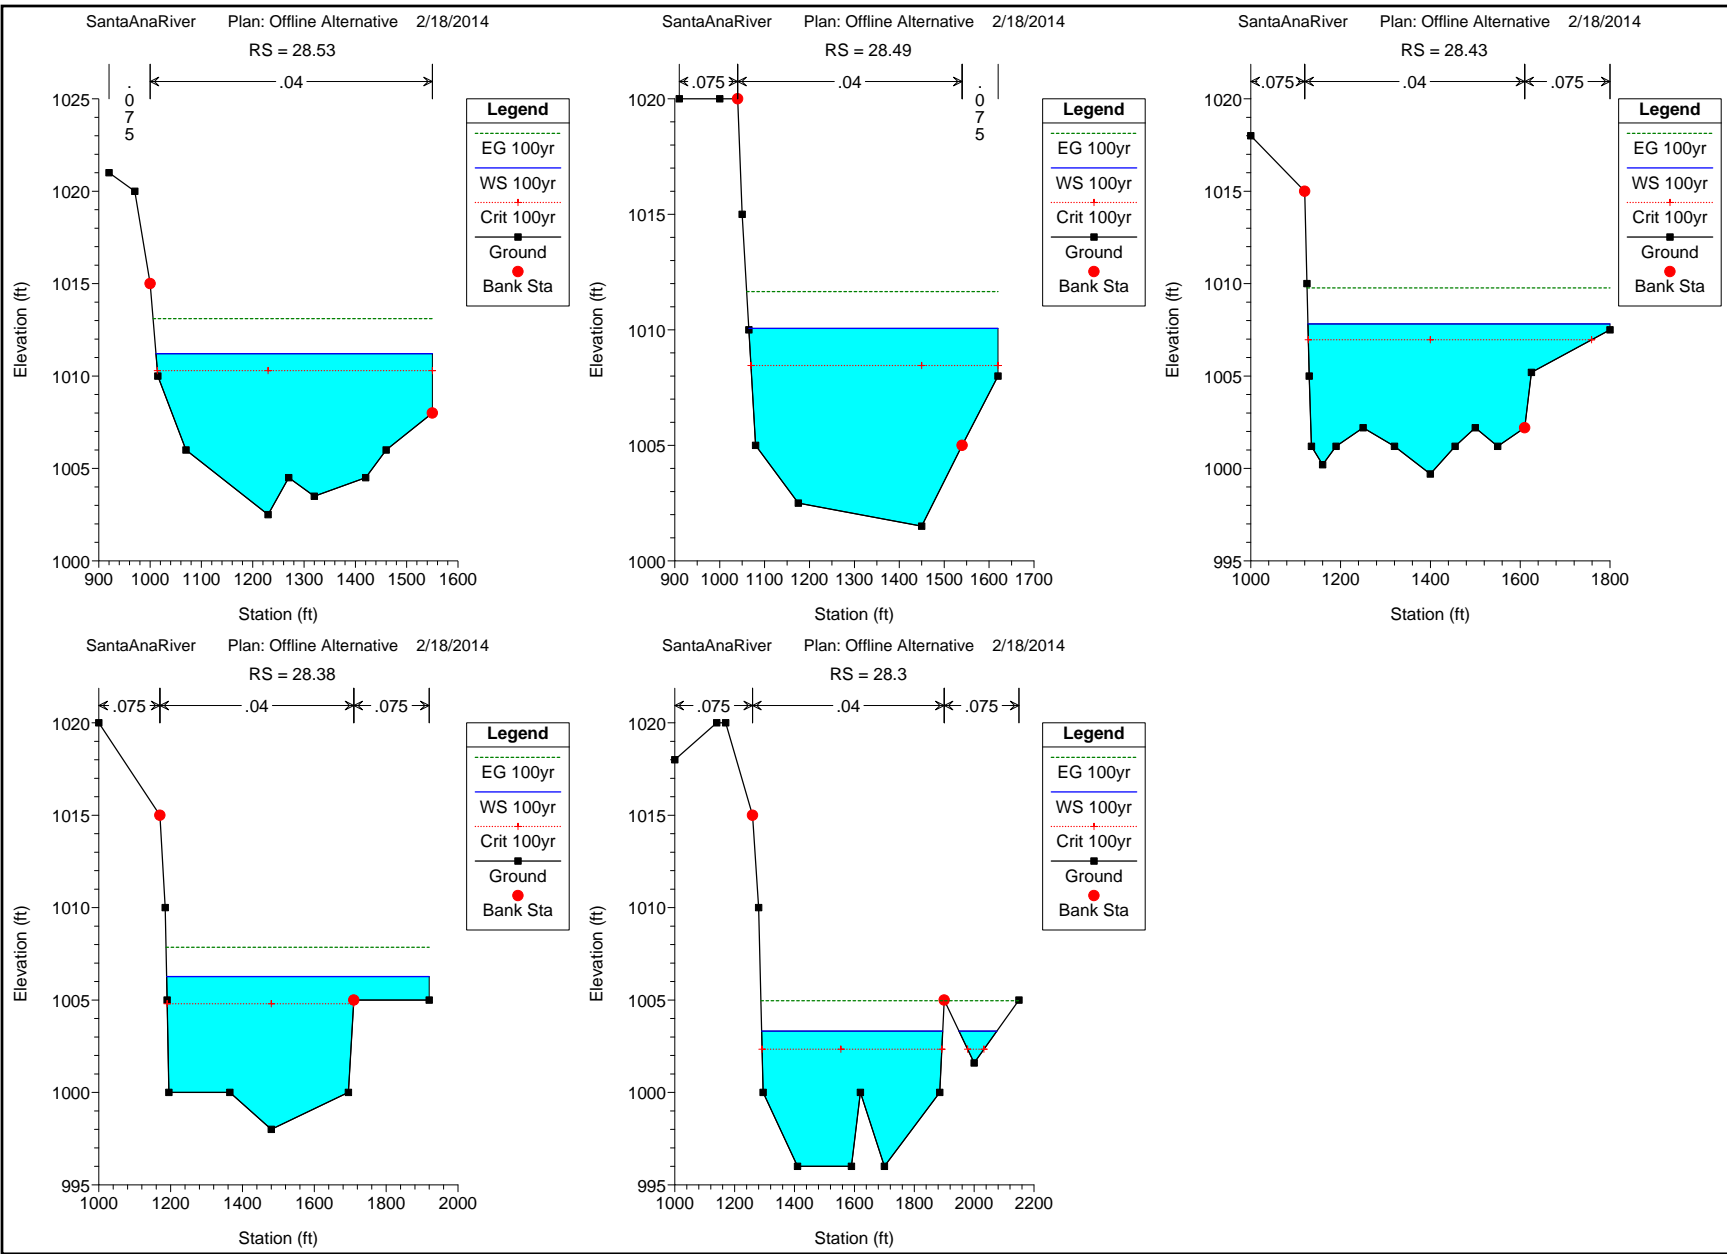 SantaAnaRiver Plan: Offline Alternative 2/18/2014
RS = 28.53
.075 .04
Elevation (ft)
1025
1020
1015
1010
1005
1000
900 1000 1100 1200 1300 1400 1500 1600
Station (ft)
Legend
EG 100yr
WS 100yr
Crit 100yr
Ground
Bank Sta
SantaAnaRiver Plan: Offline Alternative 2/18/2014
RS = 28.49
.075 .04 .075
Elevation (ft)
1020
1015
1010
1005
1000
900 1000 1100 1200 1300 1400 1500 1600 1700
Station (ft)
Legend
EG 100yr
WS 100yr
Crit 100yr
Ground
Bank Sta
SantaAnaRiver Plan: Offline Alternative 2/18/2014
RS = 28.43
.075 .04 .075
Elevation (ft)
1020
1015
1010
1005
1000
995
1000 1200 1400 1600 1800
Station (ft)
Legend
EG 100yr
WS 100yr
Crit 100yr
Ground
Bank Sta
SantaAnaRiver Plan: Offline Alternative 2/18/2014
RS = 28.38
.075 .04 .075
Elevation (ft)
1020
1015
1010
1005
1000
995
1000 1200 1400 1600 1800 2000
Station (ft)
Legend
EG 100yr
WS 100yr
Crit 100yr
Ground
Bank Sta
SantaAnaRiver Plan: Offline Alternative 2/18/2014
RS = 28.3
.075 .04 .075
Elevation (ft)
1020
1015
1010
1005
1000
995
1000 1200 1400 1600 1800 2000 2200
Station (ft)
Legend
EG 100yr
WS 100yr
Crit 100yr
Ground
Bank Sta